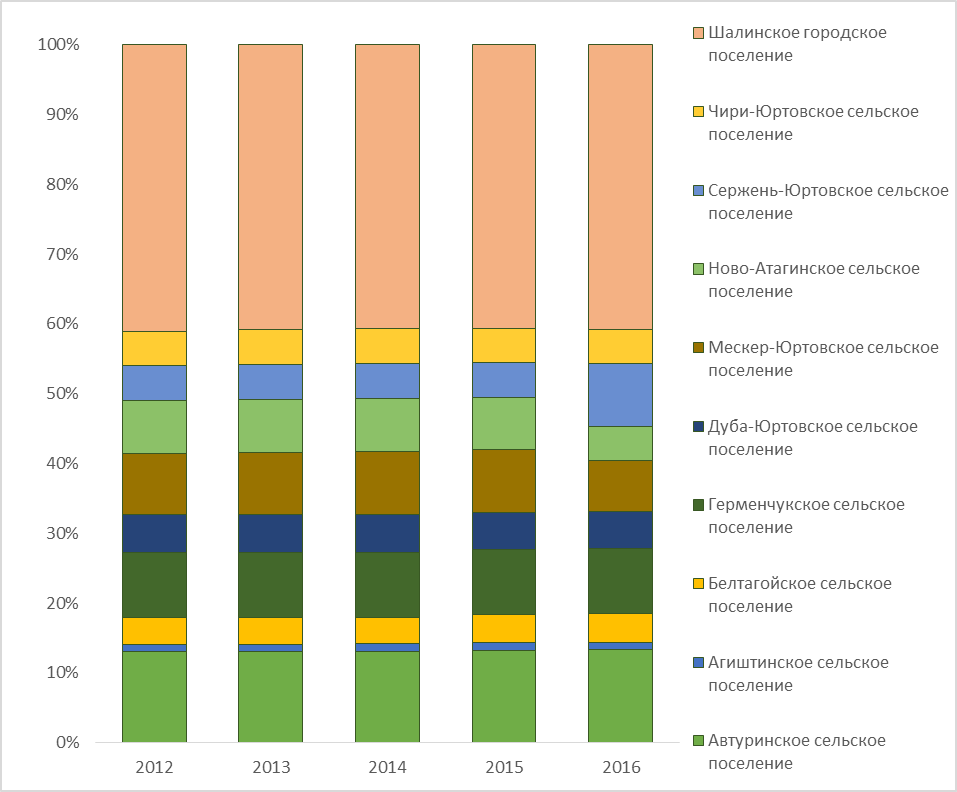 100%
90%
80%
70%
60%
50%
40%
30%
20%
10%
0%
2012
2013
2014
2015
2016
Шалинское городское
поселение
Чири-Юртовское сельское
поселение
Сержень-Юртовское сельское
поселение
Ново-Атагинское сельское
поселение
Мескер-Юртовское сельское
поселение
Дуба-Юртовское сельское
поселение
Герменчукское сельское
поселение
Белтагойское сельское
поселение
Агиштинское сельское
поселение
Автуринское сельское
поселение